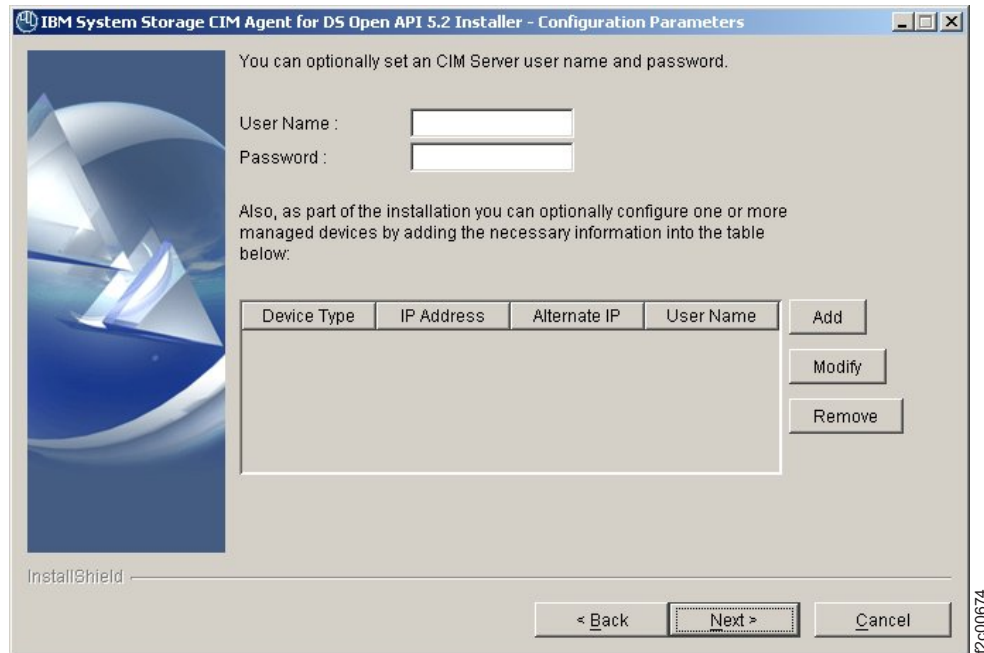 IBM System Storage CIM Agent for DS Open API 5.2 Installer - Configuration Parameters
You can optionally set an CIM Server user name and password.
User Name :
Password :
Also, as part of the installation you can optionally configure one or more
managed devices by adding the necessary information into the table
below:
Device Type IP Address Alternate IP User Name
Add
Modify
Remove
InstallShield
< Back Next > Cancel
f2c00674